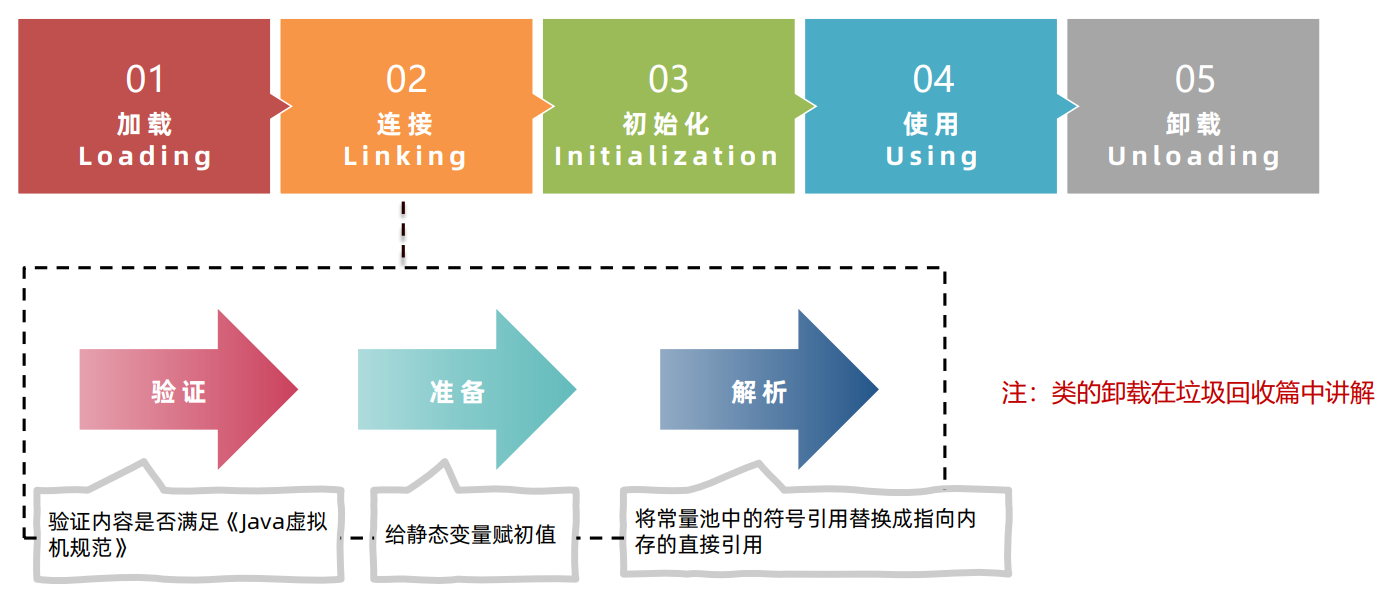 01
加载
Loading
02
连接
Linking
03
初始化
Initialization
04
使用
Using
05
卸载
Unloading
验证
准备
解析
注：类的卸载在垃圾回收篇中讲解
验证内容是否满足《Java虚拟
机规范》
给静态变量赋初值
将常量池中的符号引用替换成指向内
存的直接引用